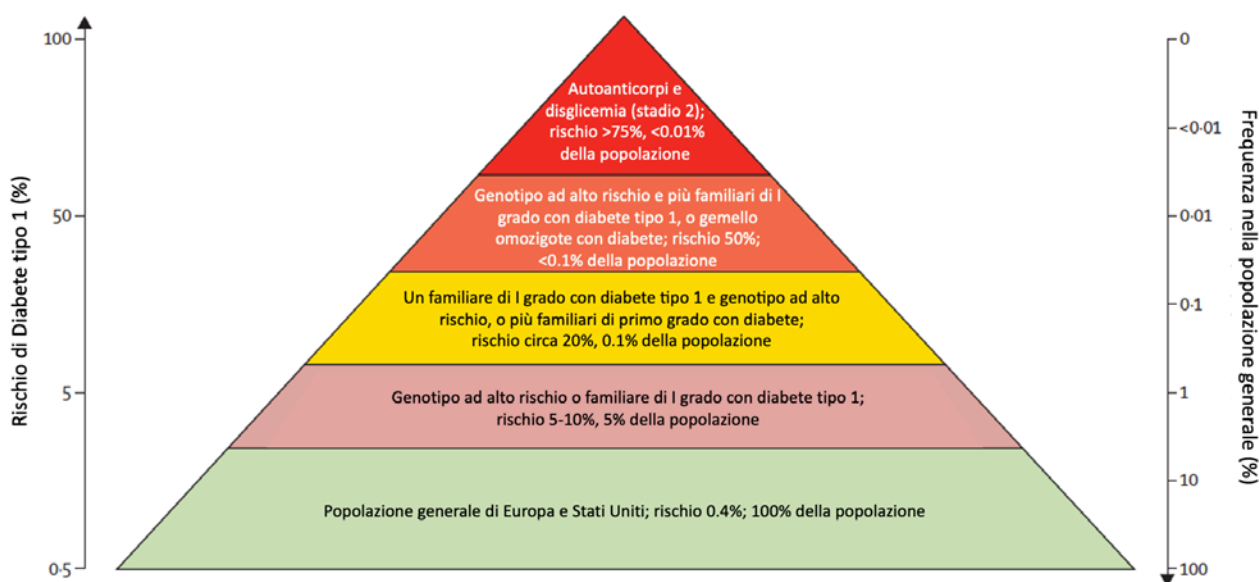 Rischio di Diabete tipo 1 (%)
100
50
5
0·5
Autoanticorpi e
disglicemia (stadio 2);
rischio >75%, <0.01%
della popolazione
Genotipo ad alto rischio e più familiari di I
grado con diabete tipo 1, o gemello
omozigote con diabete; rischio 50%;
<0.1% della popolazione
Un familiare di I grado con diabete tipo 1 e genotipo ad alto
rischio, o più familiari di primo grado con diabete;
rischio circa 20%, 0.1% della popolazione
Genotipo ad alto rischio o familiare di I grado con diabete tipo 1;
rischio 5-10%, 5% della popolazione
Popolazione generale di Europa e Stati Uniti; rischio 0.4%; 100% della popolazione
0
<0·01
0·01
0·1
1
10
100
Frequenza nella popolazione generale (%)